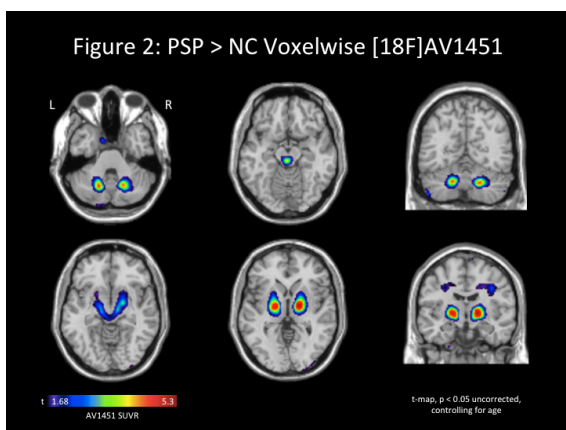 Figure 2: PSP > NC Voxelwise [18F]AV1451
L R
t 1.68 5.3
AV1451 SUVR
t-map, p < 0.05 uncorrected,
controlling for age